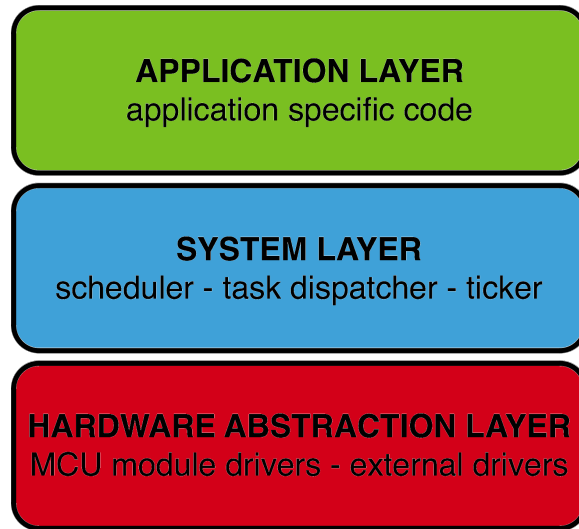 APPLICATION LAYER
application specific code
SYSTEM LAYER
scheduler - task dispatcher - ticker
HARDWARE ABSTRACTION LAYER
MCU module drivers - external drivers